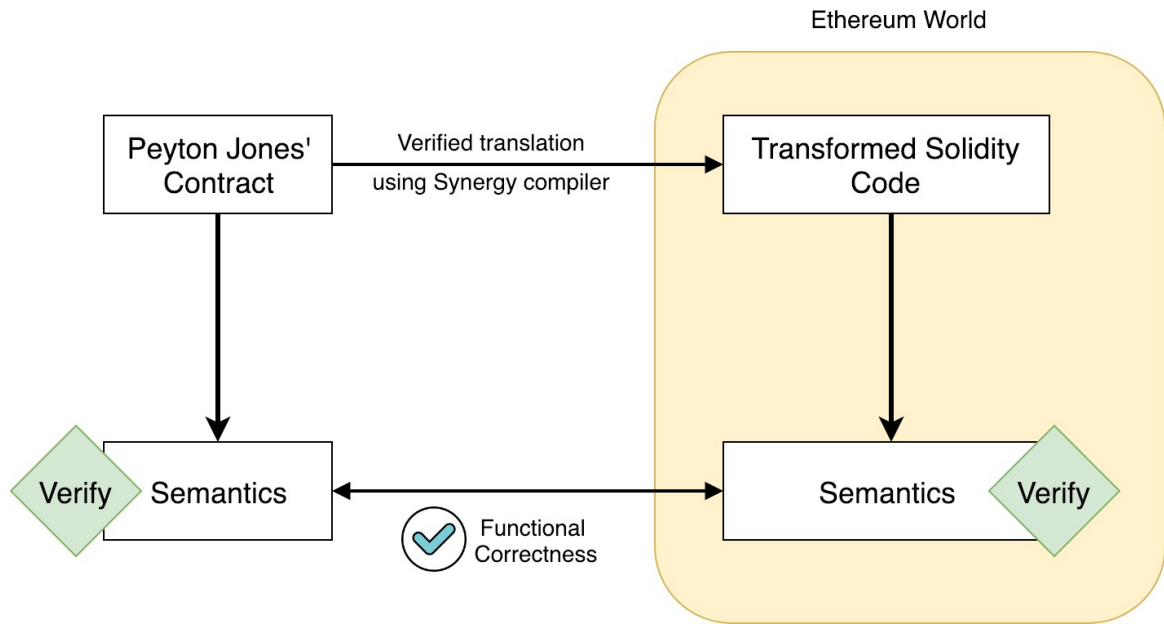 Ethereum World
Peyton Jones'
Contract
Verified translation
using Synergy compiler
Transformed Solidity
Code
Verify
Semantics
Functional
Correctness
Semantics
Verify